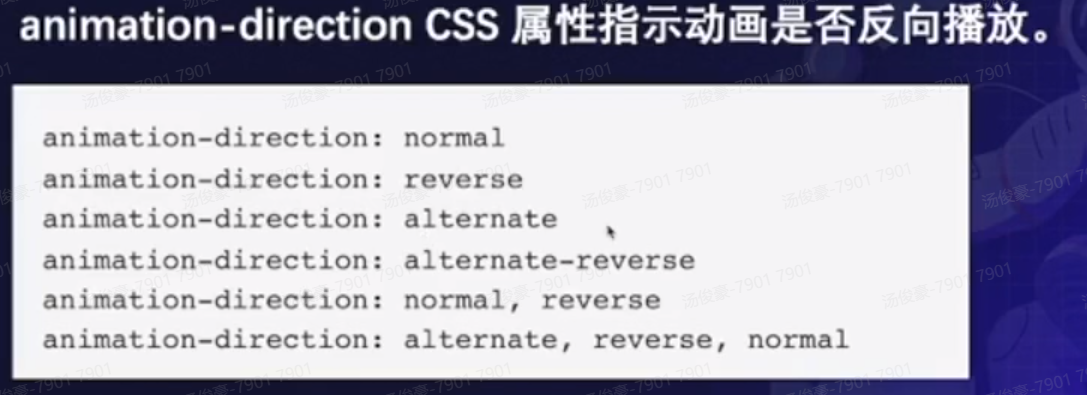 animation-direction CSS 属性指示动画是否反向播放。
animation-direction: normal
animation-direction: reverse
animation-direction: alternate
animation-direction: alternate-reverse
animation-direction: normal, reverse
animation-direction: alternate, reverse, normal
汤俊豪-7901 7901